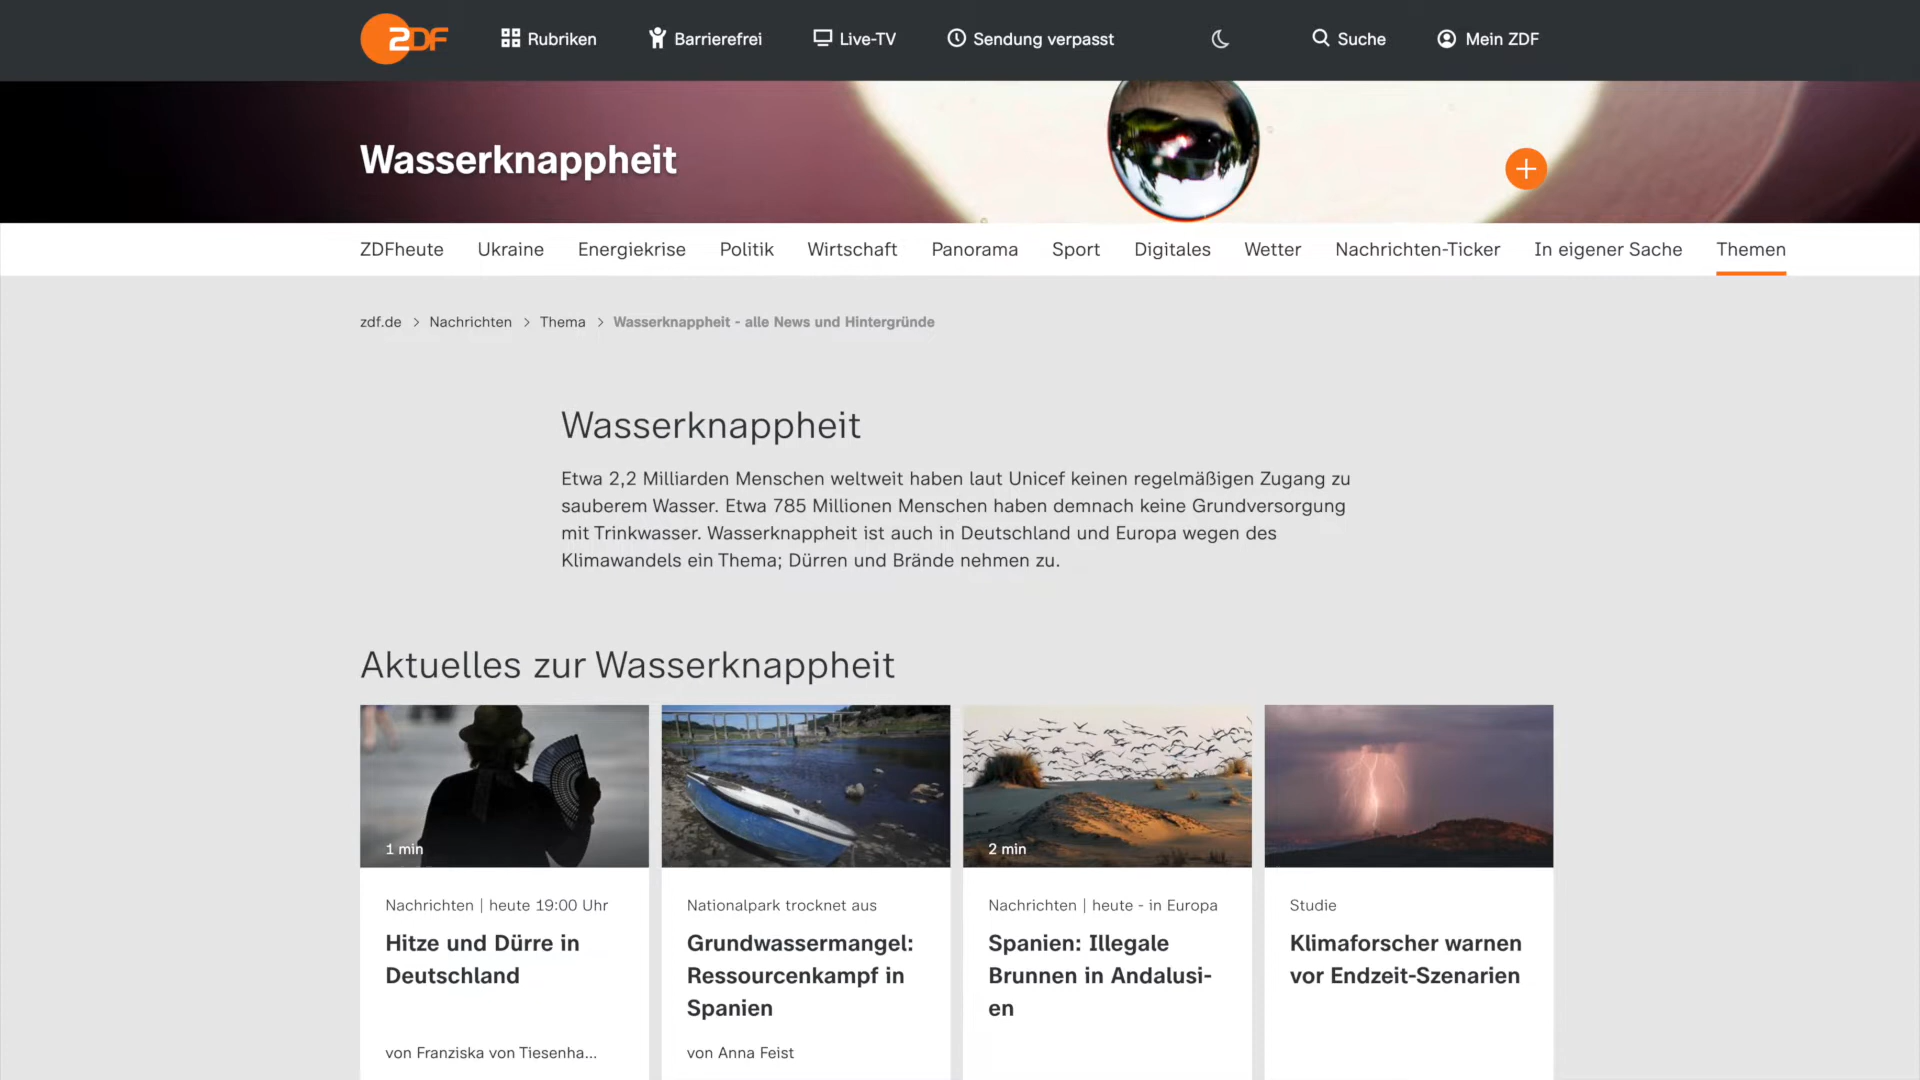 ZDF Rubriken Barrierefrei Live-TV Sendung verpasst Suche Mein ZDF
Wasserknappheit
ZDFheute Ukraine Energiekrise Politik Wirtschaft Panorama Sport Digitales Wetter Nachrichten-Ticker In eigener Sache Themen
zdf.de > Nachrichten > Thema > Wasserknappheit - alle News und Hintergründe
Wasserknappheit
Etwa 2,2 Milliarden Menschen weltweit haben laut Unicef keinen regelmäßigen Zugang zu
sauberem Wasser. Etwa 785 Millionen Menschen haben demnach keine Grundversorgung
mit Trinkwasser. Wasserknappheit ist auch in Deutschland und Europa wegen des
Klimawandels ein Thema; Dürren und Brände nehmen zu.
Aktuelles zur Wasserknappheit
1 min
Nachrichten | heute 19:00 Uhr
Hitze und Dürre in
Deutschland
von Franziska von Tiesenha...
Nationalpark trocknet aus
Grundwassermangel:
Ressourcenkampf in
Spanien
von Anna Feist
2 min
Nachrichten | heute - in Europa
Spanien: Illegale
Brunnen in Andalusi-
en
Studie
Klimaforscher warnen
vor Endzeit-Szenarien